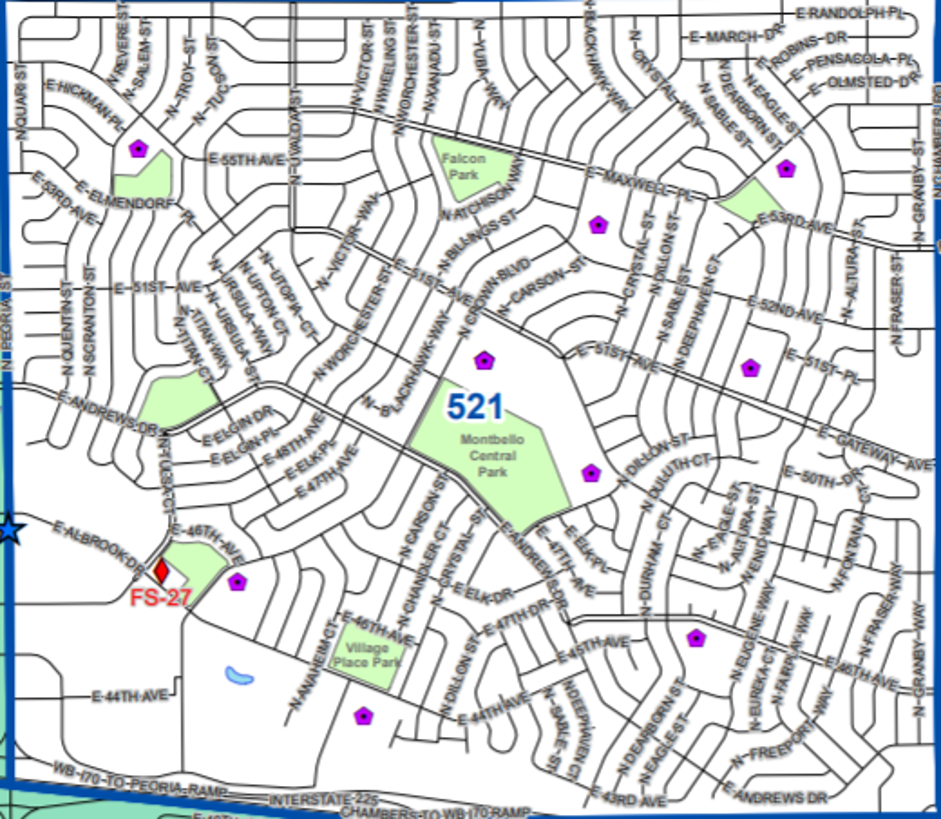 E RANDOLPH PL
N REVERE ST
N SALEM ST
N TROY ST
N VICTOR ST
N WHEELING ST
N WORCHESTER ST
N KANADU ST
N BLACKHAWK WAY
N CRYSTAL WAY
E MARCH DR
E ROBINS DR
E PENSACOLA PL
E OLMSTED DR
N QUARI ST
E HICKMAN PL
N UVALDA ST
N SABLE ST
N DEARBORN ST
N EAGLE ST
N CHAMBERS RD
E 55TH AVE
Falcon
Park
E MAXWELL PL
N GRANBY ST
E 53RD AVE
E ELMENDORF PL
N ATCHISON WAY
E 53RD AVE
N VICTOR WAY
N BILLINGS ST
N CRYSTAL ST
N DILLON ST
N ALTURA ST
N PEORIA ST
N QUENTIN ST
N SCRANTON ST
E 51ST AVE
N URSULA WAY
N UPTON CT
N UTOPIA CT
E 51ST AVE
N CROWN BLVD
N CARSON ST
N SABLE ST
N DEEPHAVEN CT
E 52ND AVE
N FRASER ST
N TITAN WAY
N TITAN CT
N URSULA ST
N WORCHESTER ST
N BLACKHAWK WAY
E 51ST AVE
E 51ST PL
E ANDREWS DR
521
Montbello
Central
Park
E ELGIN DR
E ELGIN PL
E 48TH AVE
E ELK PL
E 47TH AVE
N DILLON ST
N DULUTH CT
E GATEWAY AVE
E 50TH DR
N TULSA CT
E ALBROOK DR
E 46TH AVE
N CARSON ST
N CHANDLER CT
N CRYSTAL ST
E ANDREWS DR
E 47TH AVE
E ELK PL
N DURHAM CT
N EAGLE ST
N ALTURA ST
N ENID WAY
N FONTANA
FS-27
E ELK DR
E 47TH DR
E 46TH AVE
Village
Place Park
N ANAHEIM CT
N DILLON ST
E 45TH AVE
N EUGENE WAY
N EUREKA CT
N FAIRPLAY WAY
N FRASER WAY
E 46TH AVE
N GRANBY WAY
E 44TH AVE
E 44TH AVE
N SABLE ST
N DEEPHAVEN CT
N DEARBORN ST
N EAGLE ST
N FREEPORT WAY
WB I70 TO PEORIA RAMP
INTERSTATE 225
CHAMBERS TO WB I70 RAMP
E 43RD AVE
E ANDREWS DR